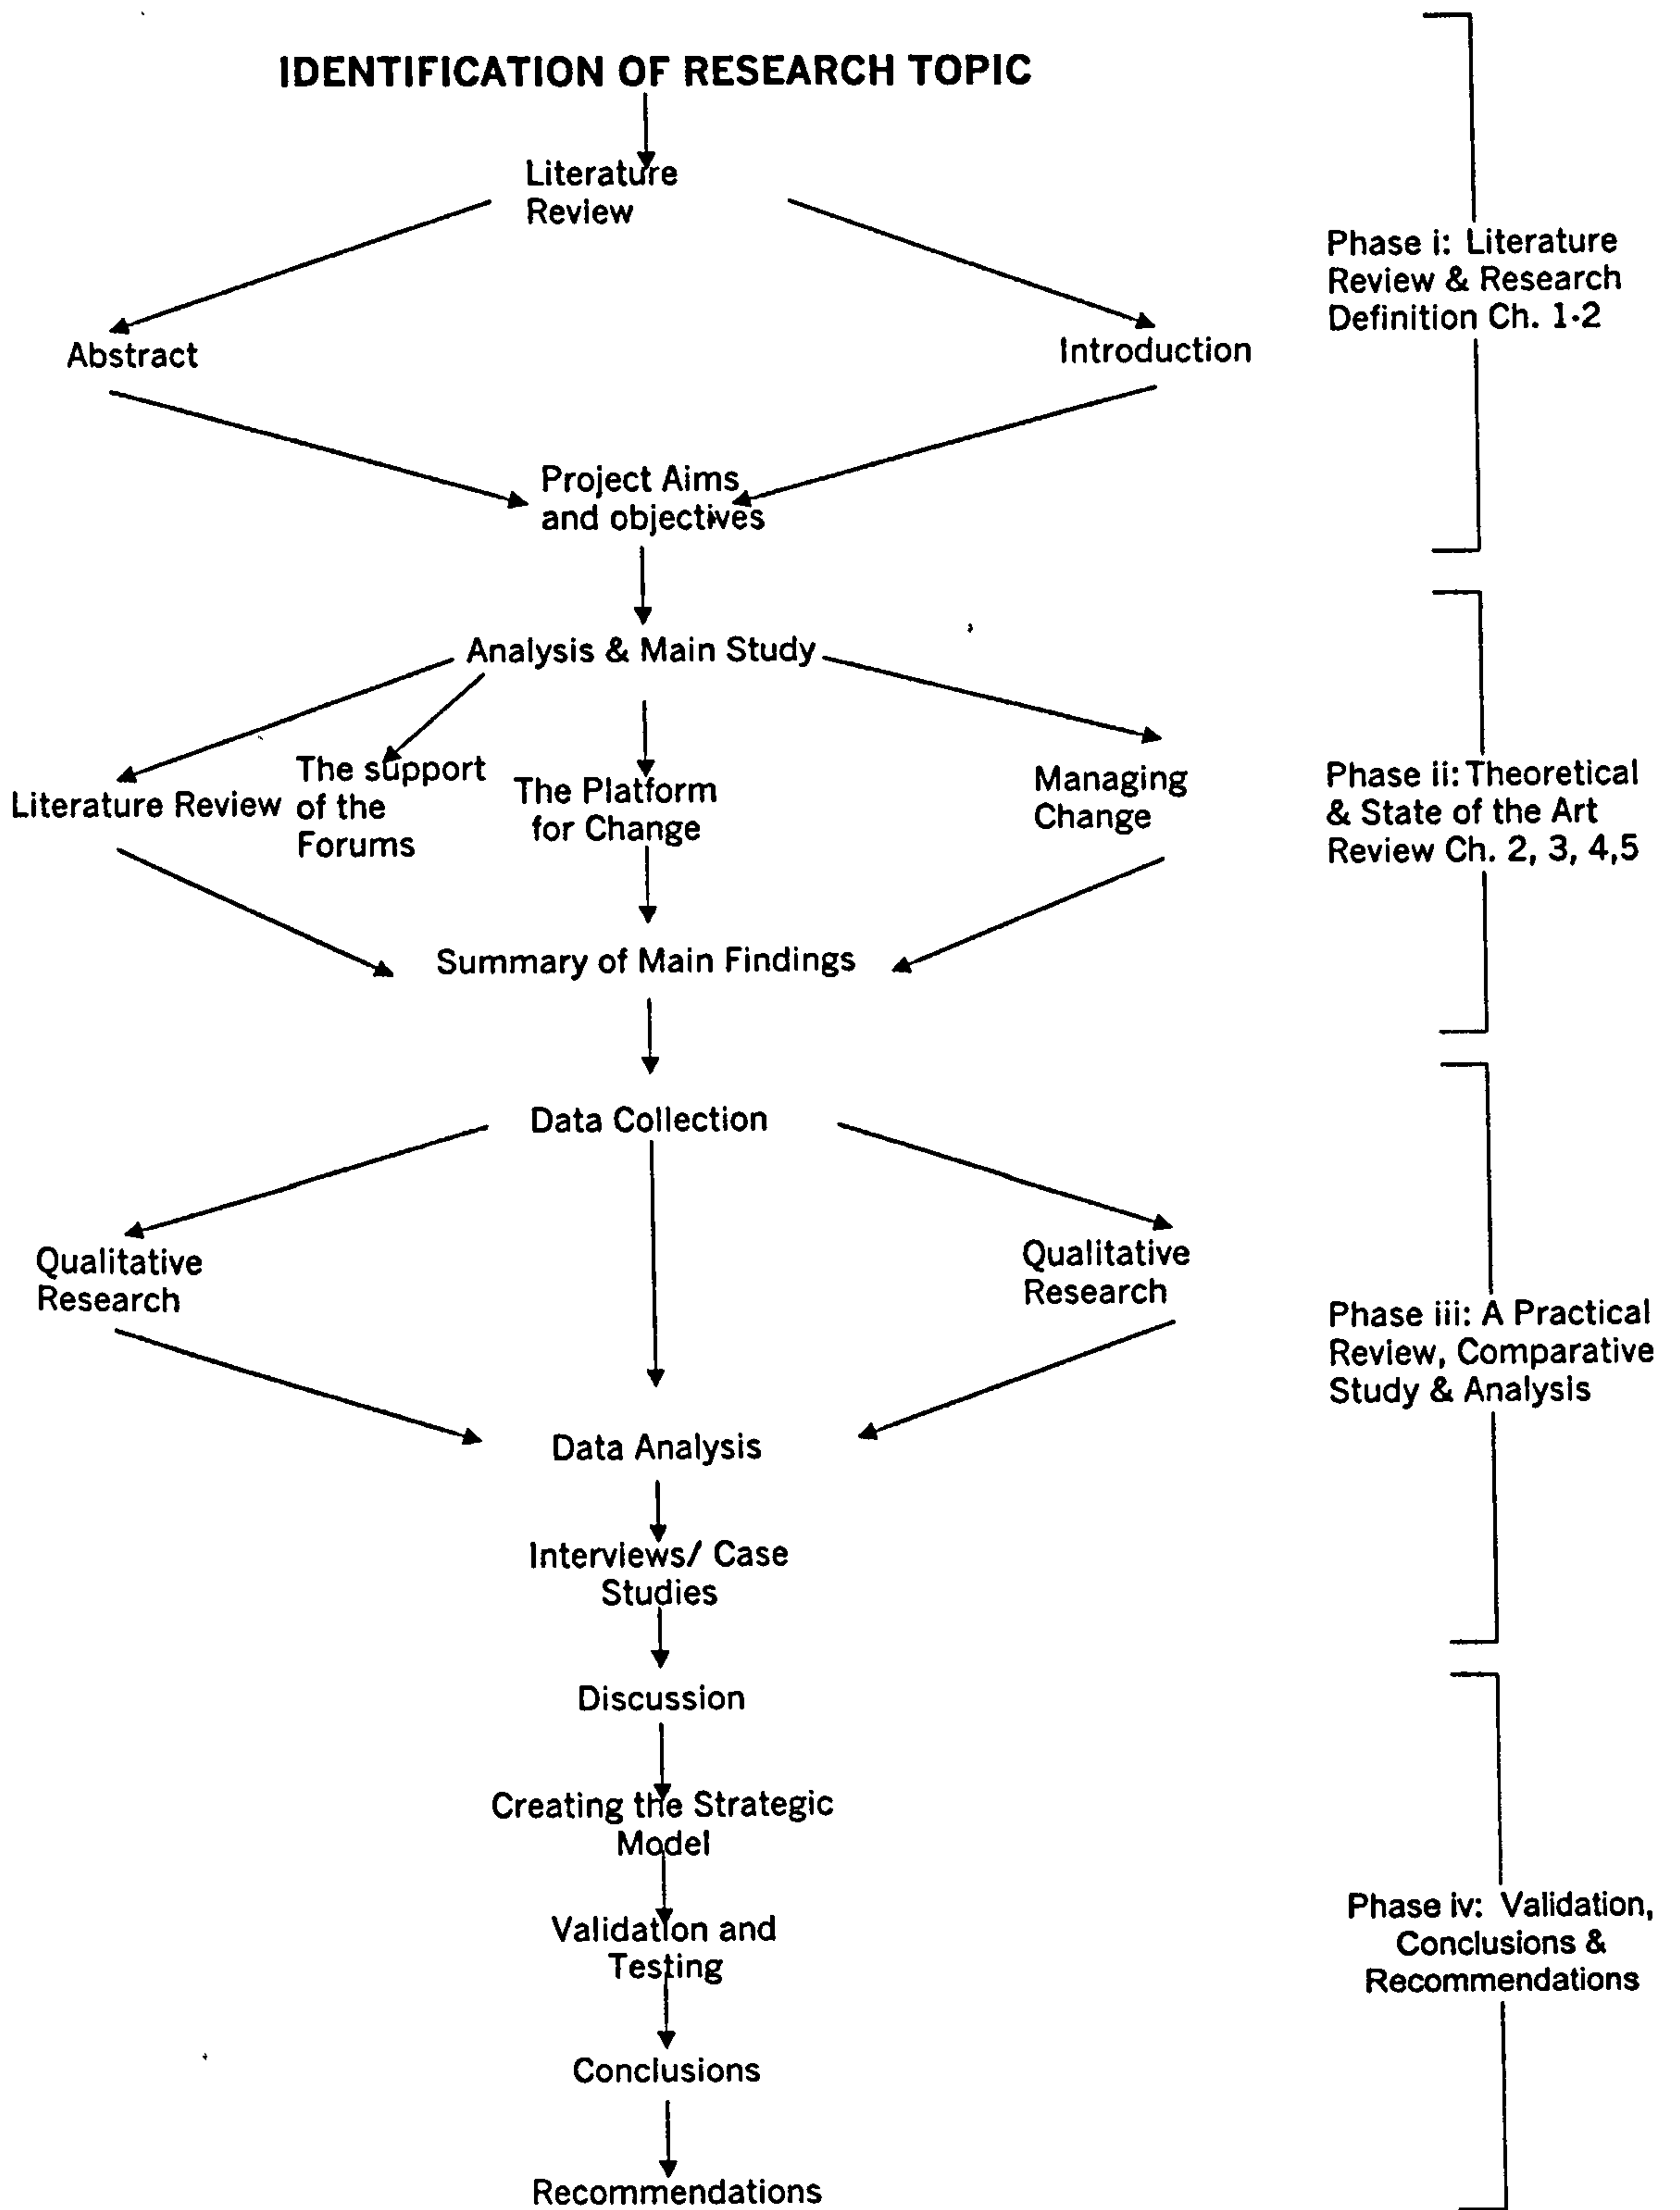 IDENTIFICATION OF RESEARCH TOPIC
Literature
Review
Abstract
Introduction
Project Aims
and objectives
Phase i: Literature
Review & Research
Definition Ch. 1-2
Analysis & Main Study
Literature Review
The support
of the
Forums
The Platform
for Change
Managing
Change
Summary of Main Findings
Phase ii: Theoretical
& State of the Art
Review Ch. 2, 3, 4,5
Data Collection
Qualitative
Research
Qualitative
Research
Data Analysis
Interviews/ Case
Studies
Phase iii: A Practical
Review, Comparative
Study & Analysis
Discussion
Creating the Strategic
Model
Validation and
Testing
Conclusions
Recommendations
Phase iv: Validation,
Conclusions &
Recommendations